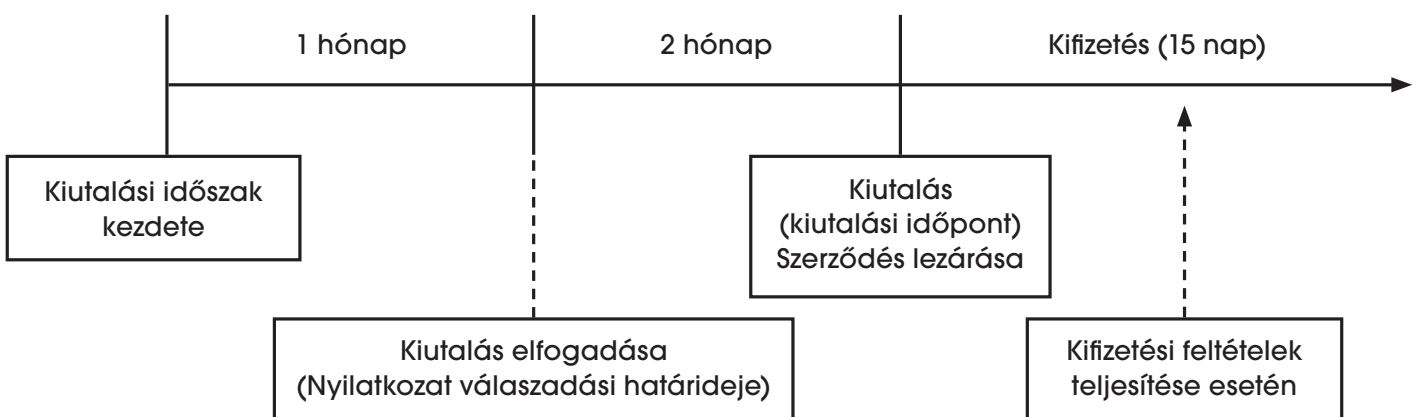 1 hónap
2 hónap
Kifizetés (15 nap)
Kiutalási időszak
kezdete
Kiutalás
(kiutalási időpont)
Szerződés lezárása
Kiutalás elfogadása
(Nyilatkozat válaszadási határideje)
Kifizetési feltételek
teljesítése esetén